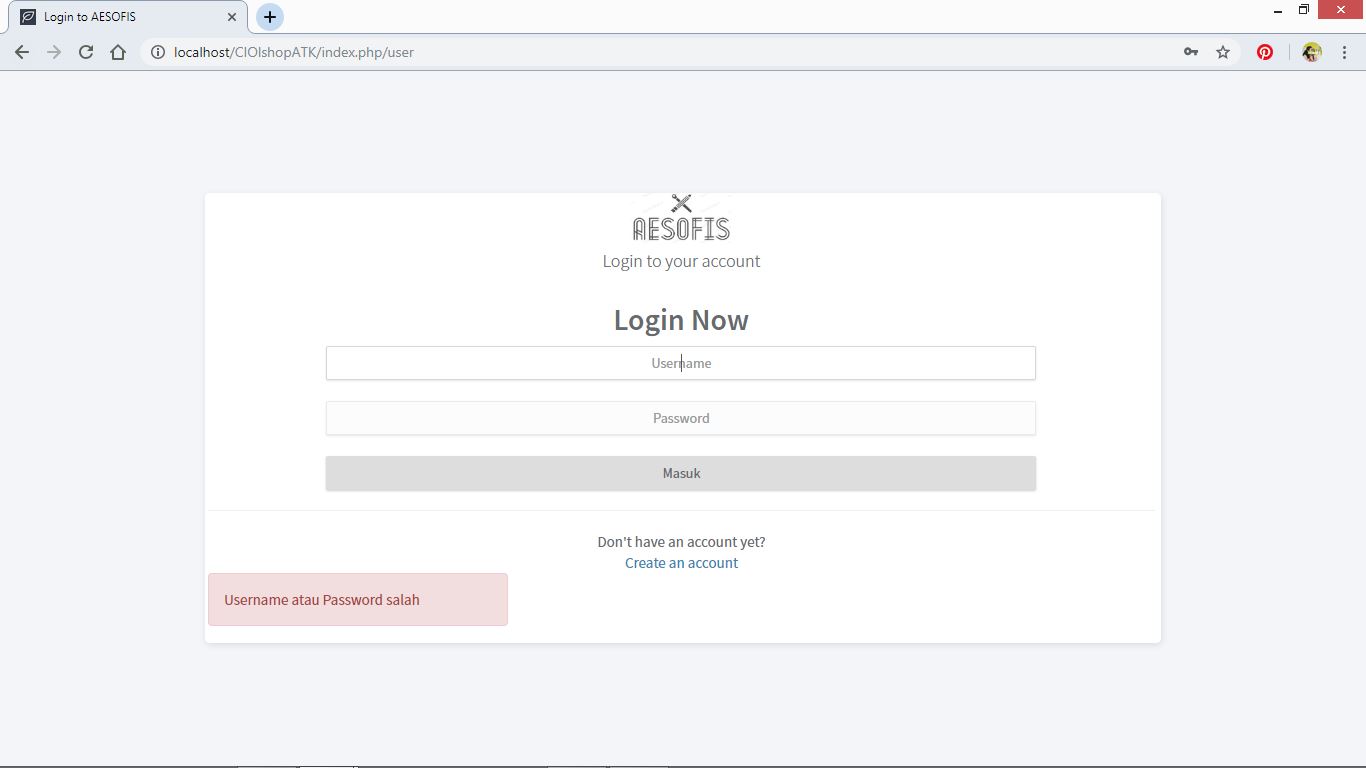 Login to AESOFIS
localhost/CIOlshopATK/index.php/user
AESOFIS
Login to your account
Login Now
Username
Password
Masuk
Don't have an account yet?
Create an account
Username atau Password salah